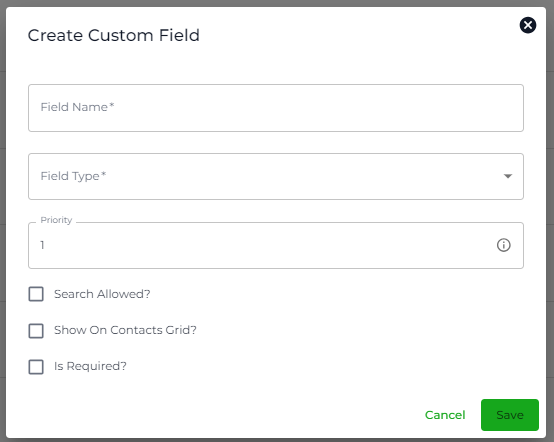 Create Custom Field
Field Name*
Field Type*
Priority
1
Search Allowed?
Show On Contacts Grid?
Is Required?
Cancel
Save